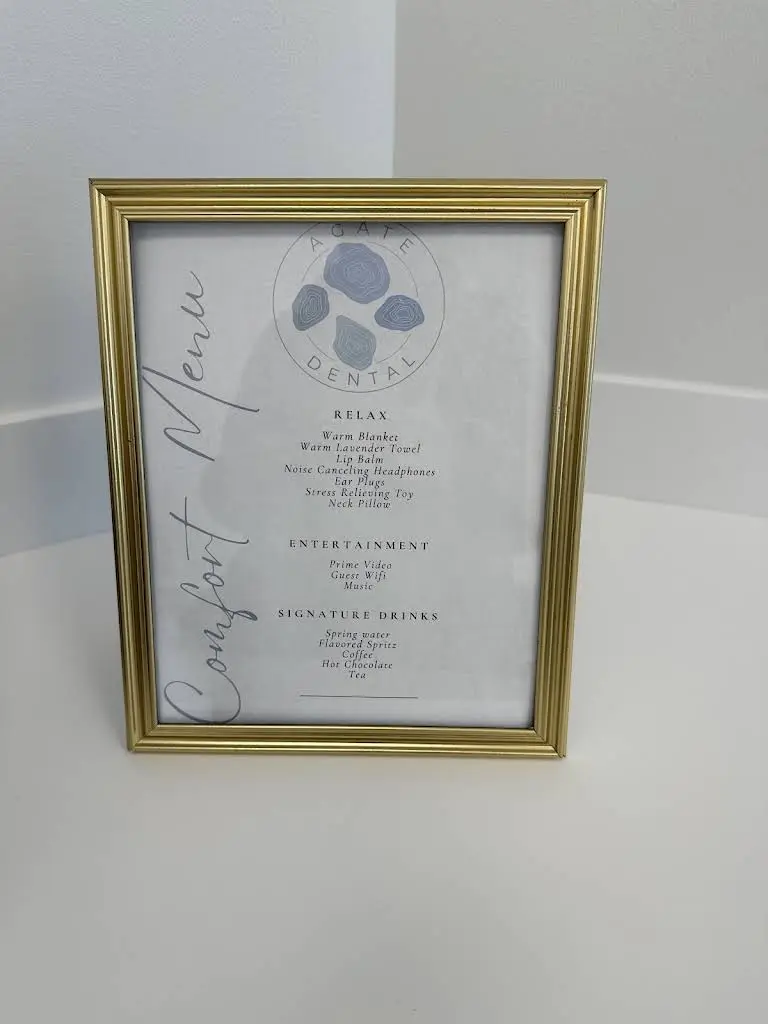 AGATE
DENTAL
Comfort Menu
RELAX
Warm Blanket
Warm Lavender Towel
Lip Balm
Noise Canceling Headphones
Ear Plugs
Stress Relieving Toy
Neck Pillow
ENTERTAINMENT
Prime Video
Guest Wifi
Music
SIGNATURE DRINKS
Spring water
Flavored Spritz
Coffee
Hot Chocolate
Tea